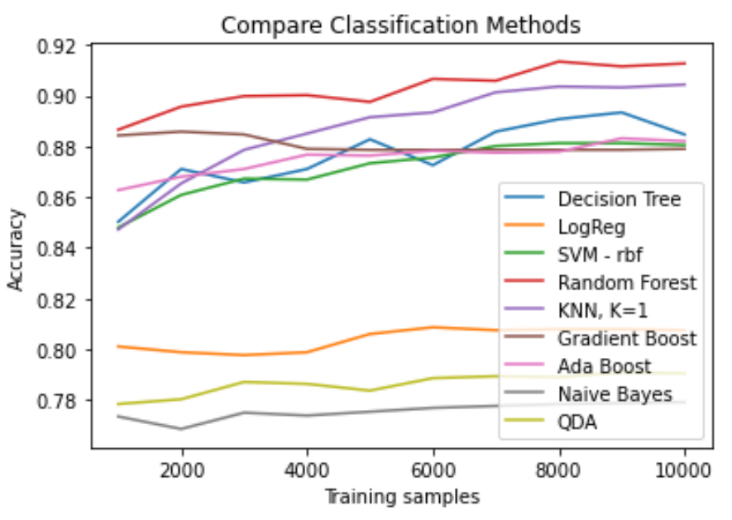 Compare Classification Methods
0.92
0.90
0.88
0.86
0.84
0.82
0.80
0.78
Accuracy
Decision Tree
LogReg
SVM - rbf
Random Forest
KNN, K=1
Gradient Boost
Ada Boost
Naive Bayes
QDA
2000 4000 6000 8000 10000
Training samples